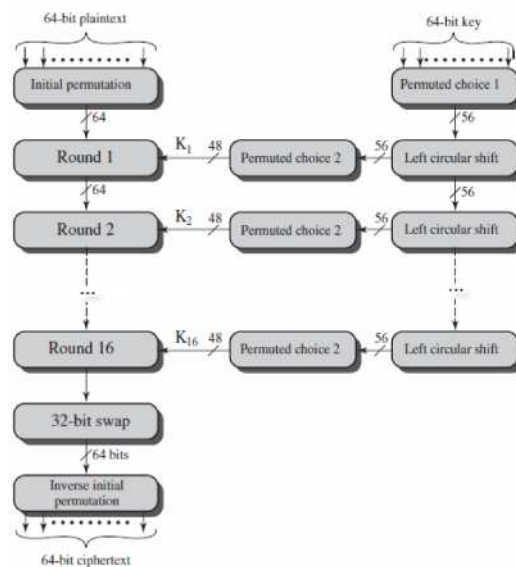 64-bit plaintext 64-bit key
Initial permutation Permuted choice 1
64 56
K1 48 56
Round 1 Permuted choice 2 Left circular shift
64 56
K2 48 56
Round 2 Permuted choice 2 Left circular shift
K16 48 56
Round 16 Permuted choice 2 Left circular shift
32-bit swap
64 bits
Inverse initial
permutation
64-bit ciphertext